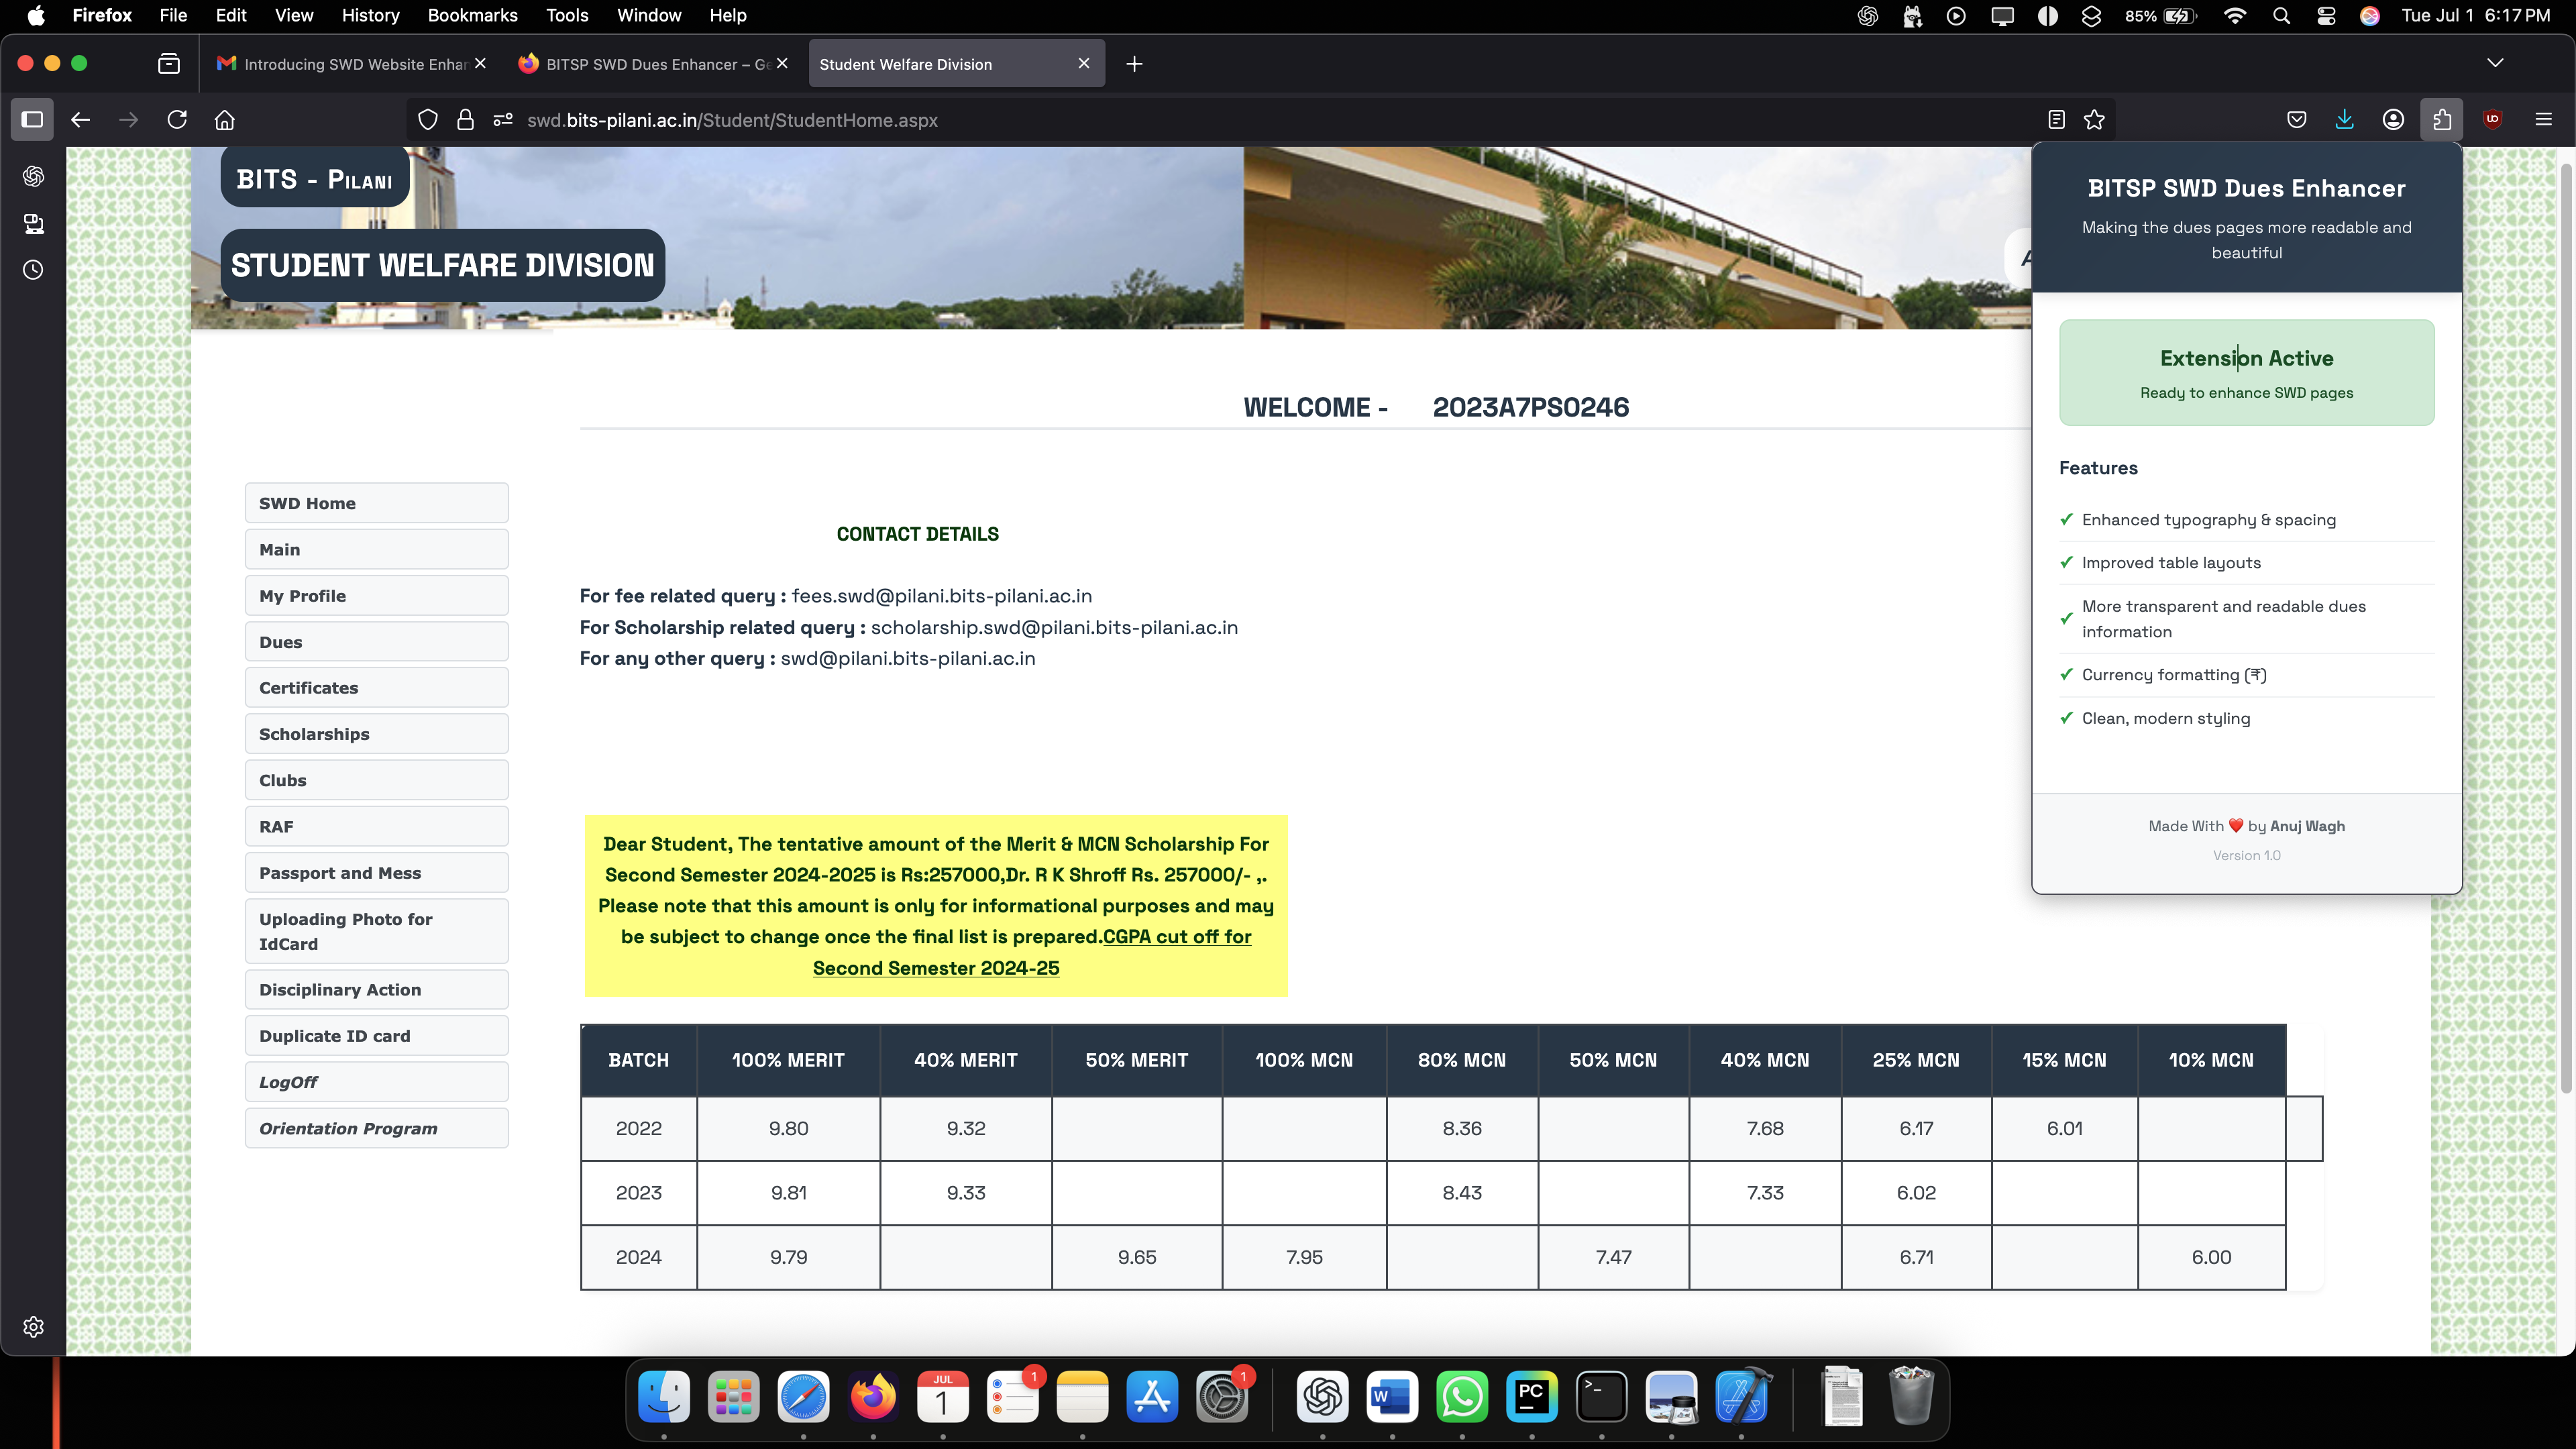 Firefox File Edit View History Bookmarks Tools Window Help 85% Tue Jul 1 6:17 PM
Introducing SWD Website Enhan BITSP SWD Dues Enhancer – Ge Student Welfare Division
swd.bits-pilani.ac.in/Student/StudentHome.aspx
BITS - PILANI
STUDENT WELFARE DIVISION
WELCOME - 2023A7PS0246
SWD Home
Main
My Profile
Dues
Certificates
Scholarships
Clubs
RAF
Passport and Mess
Uploading Photo for
IdCard
Disciplinary Action
Duplicate ID card
LogOff
Orientation Program
CONTACT DETAILS
For fee related query : fees.swd@pilani.bits-pilani.ac.in
For Scholarship related query : scholarship.swd@pilani.bits-pilani.ac.in
For any other query : swd@pilani.bits-pilani.ac.in
Dear Student, The tentative amount of the Merit & MCN Scholarship For
Second Semester 2024-2025 is Rs:257000,Dr. R K Shroff Rs. 257000/- ,.
Please note that this amount is only for informational purposes and may
be subject to change once the final list is prepared.CGPA cut off for
Second Semester 2024-25
BATCH 100% MERIT 40% MERIT 50% MERIT 100% MCN 80% MCN 50% MCN 40% MCN 25% MCN 15% MCN 10% MCN
2022 9.80 9.32 8.36 7.68 6.17 6.01
2023 9.81 9.33 8.43 7.33 6.02
2024 9.79 9.65 7.95 7.47 6.71 6.00
BITSP SWD Dues Enhancer
Making the dues pages more readable and
beautiful
Extension Active
Ready to enhance SWD pages
Features
✓ Enhanced typography & spacing
✓ Improved table layouts
✓ More transparent and readable dues
information
✓ Currency formatting (₹)
✓ Clean, modern styling
Made With ❤️ by Anuj Wagh
Version 1.0
JUL
1
1
1
W
PC